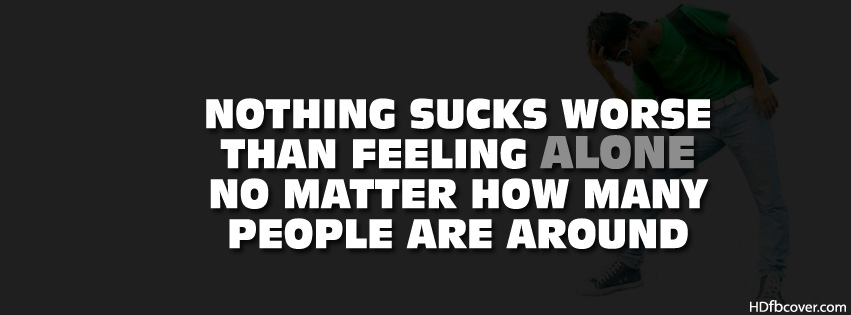 NOTHING SUCKS WORSE
THAN FEELING ALONE
NO MATTER HOW MANY
PEOPLE ARE AROUND
HDfbcover.com